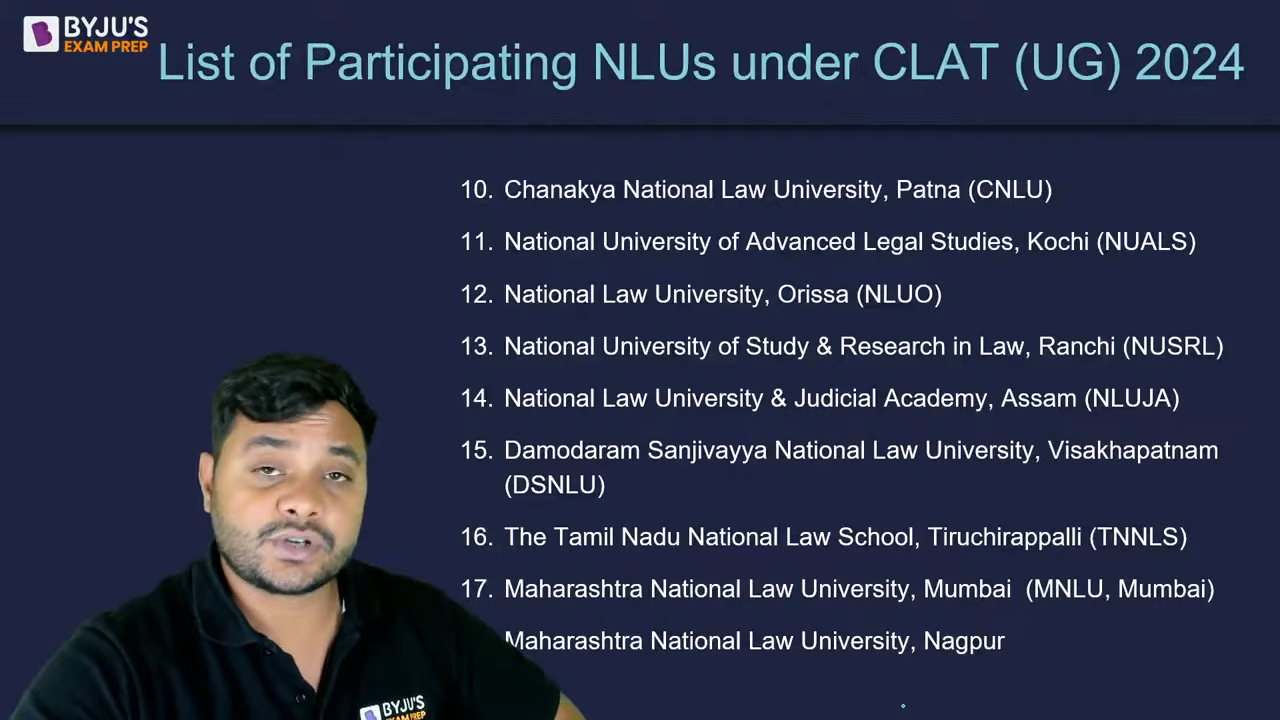 BYJU'S
EXAM PREP
List of Participating NLUs under CLAT (UG) 2024
10. Chanakya National Law University, Patna (CNLU)
11. National University of Advanced Legal Studies, Kochi (NUALS)
12. National Law University, Orissa (NLUO)
13. National University of Study & Research in Law, Ranchi (NUSRL)
14. National Law University & Judicial Academy, Assam (NLUJA)
15. Damodaram Sanjivayya National Law University, Visakhapatnam
(DSNLU)
16. The Tamil Nadu National Law School, Tiruchirappalli (TNNLS)
17. Maharashtra National Law University, Mumbai (MNLU, Mumbai)
Maharashtra National Law University, Nagpur
BYJU'S
EXAM PREP